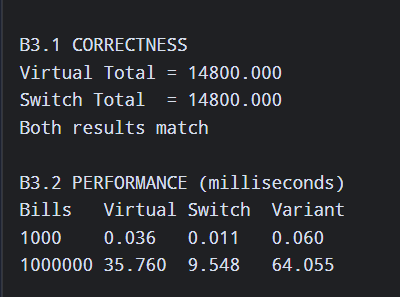 B3.1 CORRECTNESS
Virtual Total = 14800.000
Switch Total  = 14800.000
Both results match

B3.2 PERFORMANCE (milliseconds)
Bills   Virtual Switch  Variant
1000    0.036   0.011   0.060
1000000 35.760  9.548   64.055